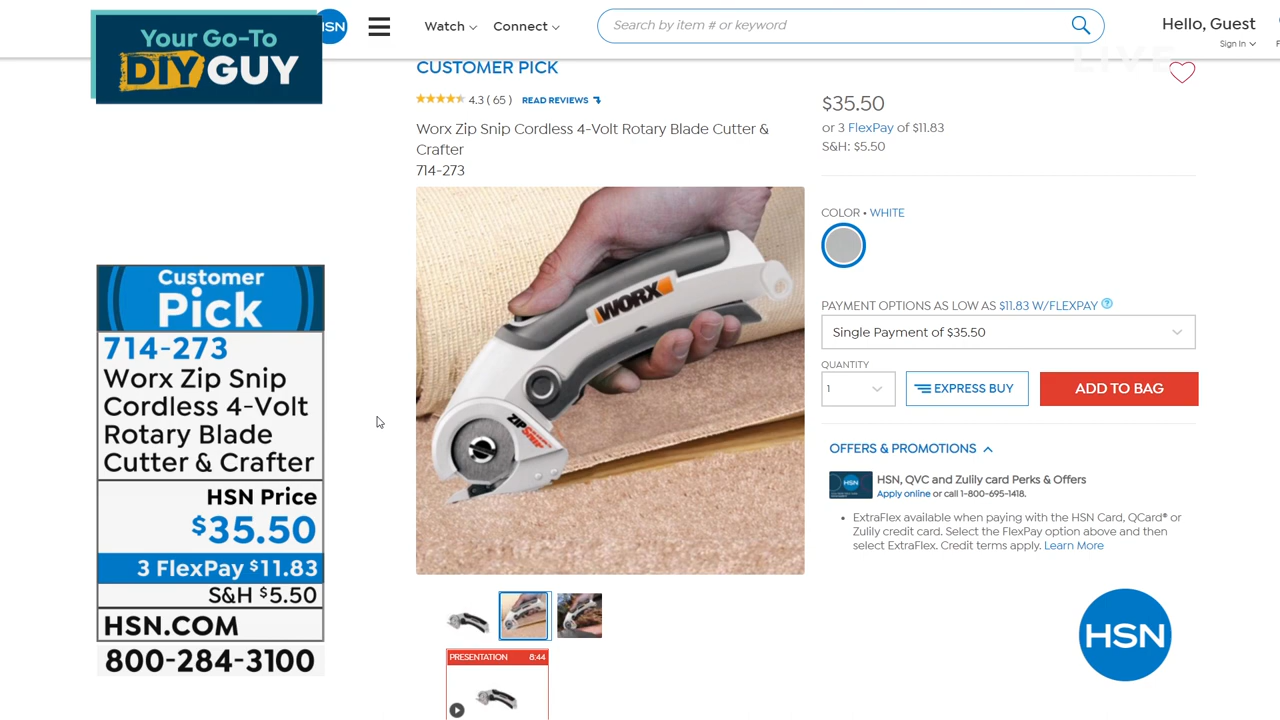 Your Go-To
DIY GUY
HSN
Watch
Connect
Search by item # or keyword
Hello, Guest
Sign In
LIVE
CUSTOMER PICK
4.3 ( 65 )
READ REVIEWS
Worx Zip Snip Cordless 4-Volt Rotary Blade Cutter &
Crafter
714-273
WORX
ZIP
SNIP
$35.50
or 3 FlexPay of $11.83
S&H: $5.50
COLOR • WHITE
PAYMENT OPTIONS AS LOW AS $11.83 W/FLEXPAY ?
Single Payment of $35.50
QUANTITY
1
EXPRESS BUY
ADD TO BAG
OFFERS & PROMOTIONS
HSN
HSN, QVC and Zulily card Perks & Offers
Apply online or call 1-800-695-1418.
• ExtraFlex available when paying with the HSN Card, QCard® or
Zulily credit card. Select the FlexPay option above and then
select ExtraFlex. Credit terms apply. Learn More
Customer
Pick
714-273
Worx Zip Snip
Cordless 4-Volt
Rotary Blade
Cutter & Crafter
HSN Price
$35.50
3 FlexPay $11.83
S&H $5.50
HSN.COM
800-284-3100
PRESENTATION 8:44
HSN